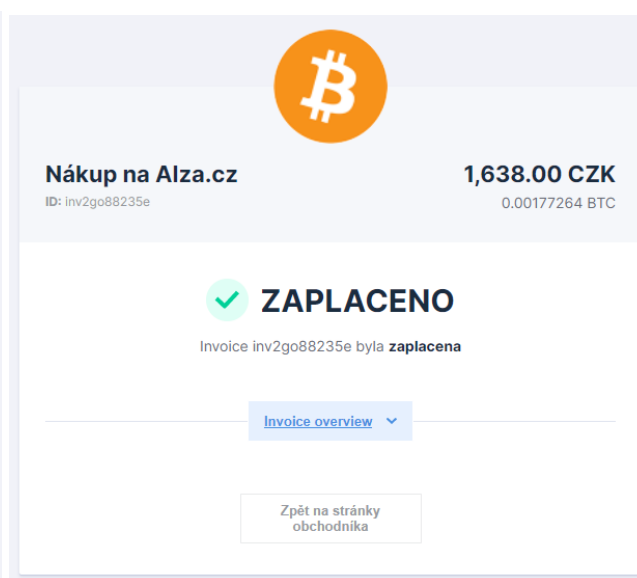 Nákup na Alza.cz
1,638.00 CZK
ID: inv2go88235e
0.00177264 BTC
ZAPLACENO
Invoice inv2go88235e byla zaplacena
Invoice overview
Zpět na stránky
obchodníka